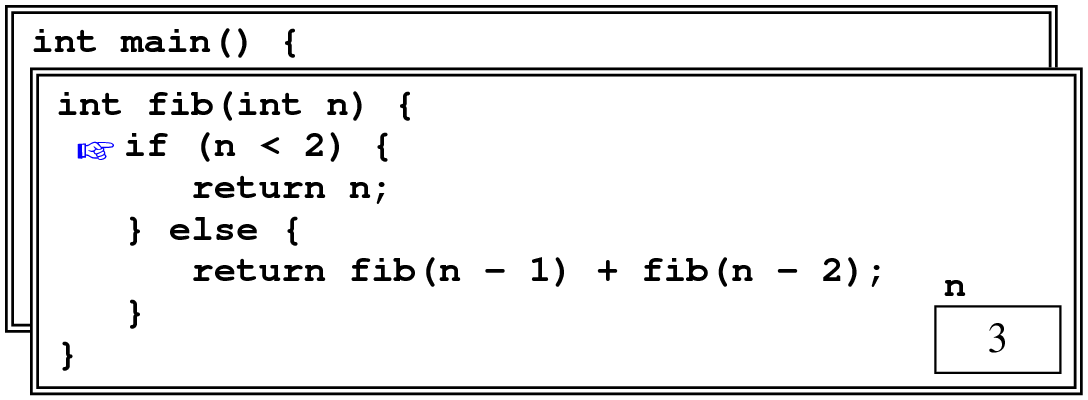 int main() {
int fib(int n) {
☞ if (n < 2) {
return n;
} else {
return fib(n – 1) + fib(n – 2);
}
}
n
3